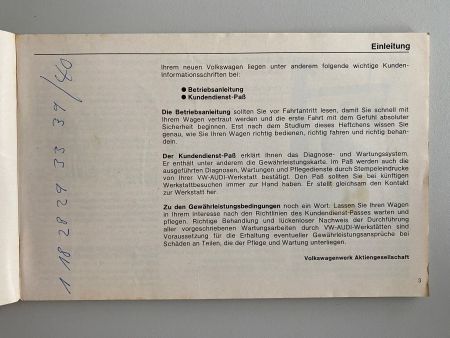 Einleitung
Ihrem neuen Volkswagen liegen unter anderem folgende wichtige Kunden-
Informationsschriften bei:
● Betriebsanleitung
● Kundendienst-Paß
Die Betriebsanleitung sollten Sie vor Fahrtantritt lesen, damit Sie schnell mit
Ihrem Wagen vertraut werden und die erste Fahrt mit dem Gefühl absoluter
Sicherheit beginnen. Erst nach dem Studium dieses Heftchens wissen Sie
genau, wie Sie Ihren Wagen richtig bedienen, richtig fahren und richtig behan-
deln.
Der Kundendienst-Paß erklärt Ihnen das Diagnose- und Wartungssystem.
Er enthält unter anderem die Gewährleistungskarte. Im Paß werden auch die
ausgeführten Diagnosen, Wartungen und Pflegedienste durch Stempeleindrucke
von Ihrer VW-AUDI-Werkstatt bestätigt. Den Paß sollten Sie bei künftigen
Werkstattbesuchen immer zur Hand haben. Er stellt gleichsam den Kontakt
zur Werkstatt her.
Zu den Gewährleistungsbedingungen noch ein Wort: Lassen Sie Ihren Wagen
in Ihrem Interesse nach den Richtlinien des Kundendienst-Passes warten und
pflegen. Richtige Behandlung und lückenloser Nachweis der Durchführung
aller vorgeschriebenen Wartungsarbeiten durch VW-AUDI-Werkstätten sind
Voraussetzung für die Erhaltung eventueller Gewährleistungsansprüche bei
Schäden an Teilen, die der Pflege und Wartung unterliegen.
Volkswagenwerk Aktiengesellschaft
3
1 18 28 29 33 39/40